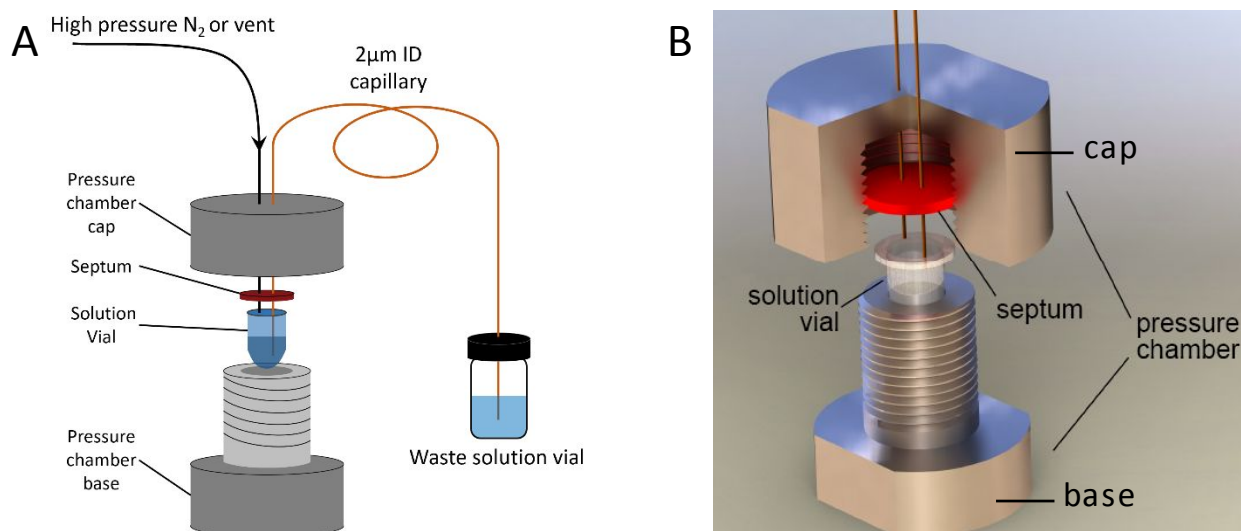 A
High pressure N₂ or vent
2µm ID
capillary
Pressure
chamber
cap
Septum
Solution
Vial
Pressure
chamber
base
Waste solution vial
B
cap
solution
vial
septum
pressure
chamber
base